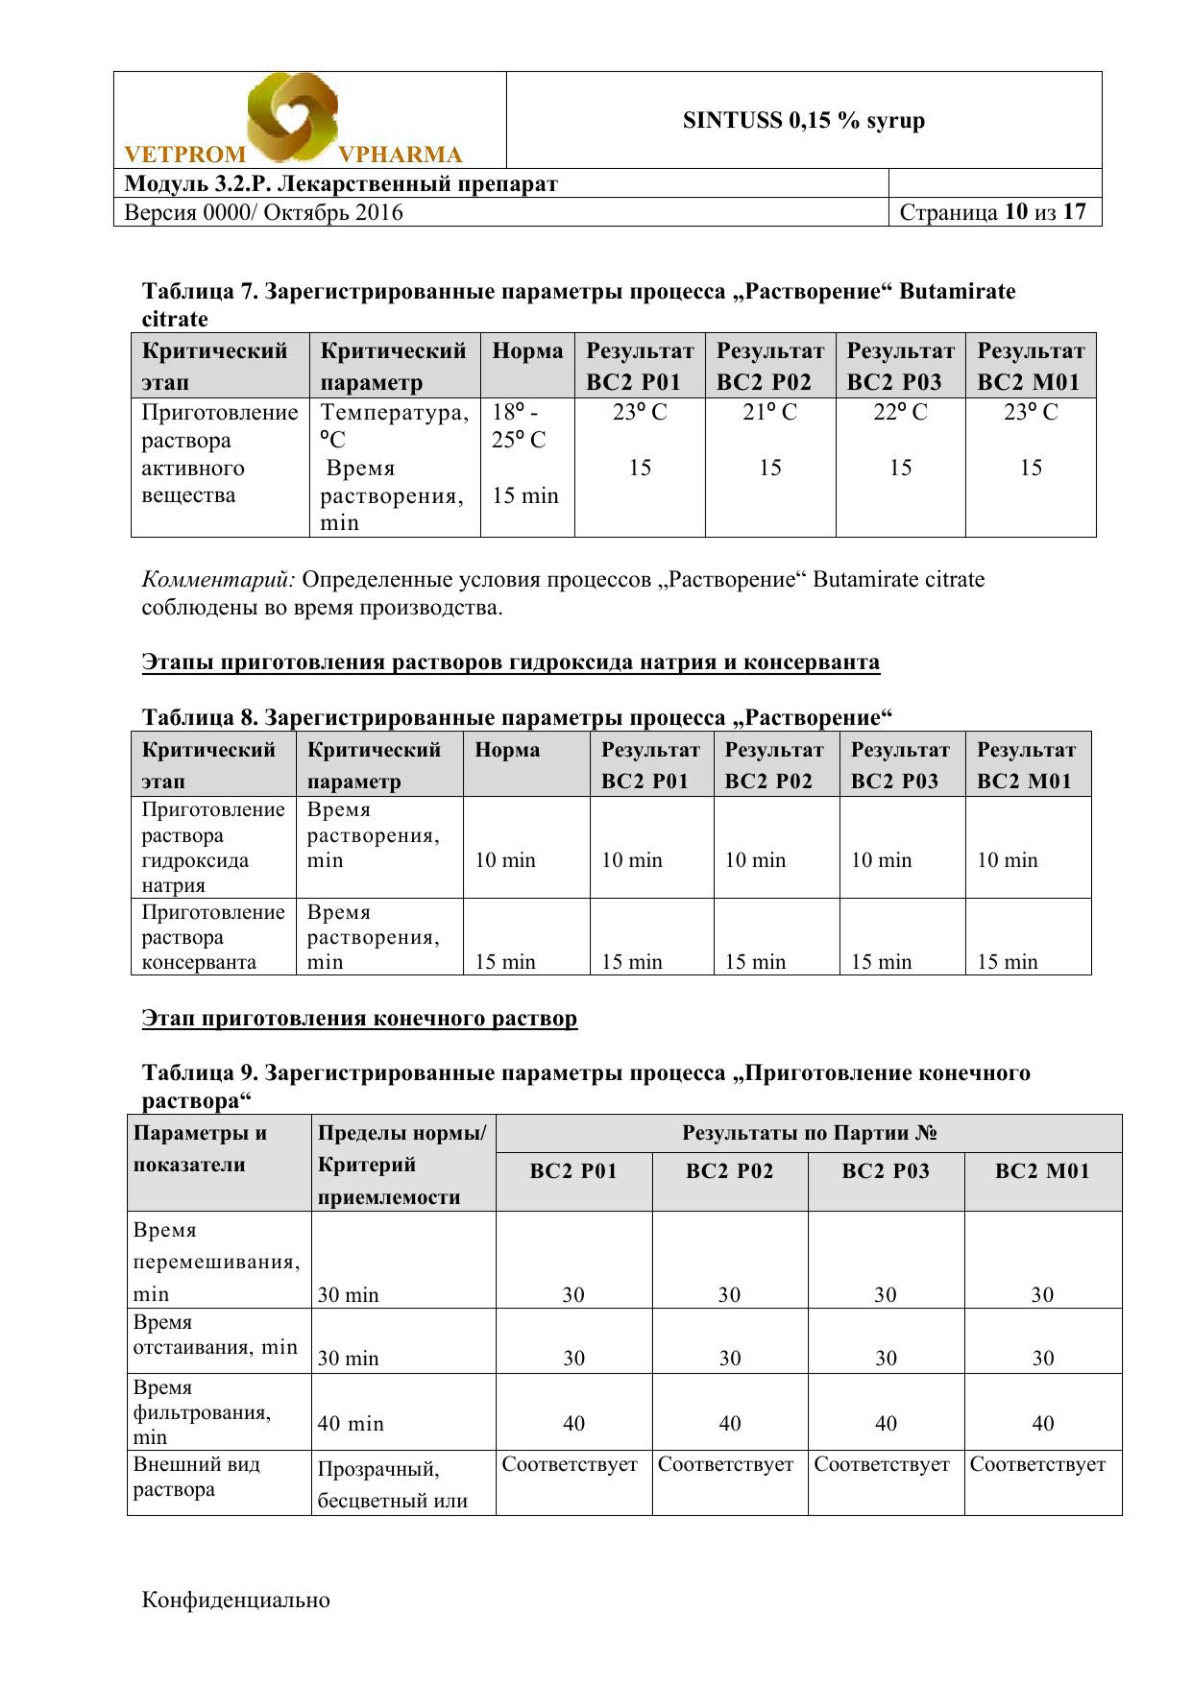 VETPROM VPHARMA
SINTUSS 0,15 % syrup
Модуль 3.2.P. Лекарственный препарат
Версия 0000/ Октябрь 2016
Страница 10 из 17
Таблица 7. Зарегистрированные параметры процесса „Растворение“ Butamirate
citrate
Критический Критический Норма Результат Результат Результат Результат
этап параметр BC2 P01 BC2 P02 BC2 P03 BC2 M01
Приготовление Температура, 18⁰ - 23⁰ C 21⁰ C 22⁰ C 23⁰ C
раствора ⁰C 25⁰ C
активного Время 15 15 15 15
вещества растворения, 15 min
min
Комментарий: Определенные условия процессов „Растворение“ Butamirate citrate
соблюдены во время производства.
Этапы приготовления растворов гидроксида натрия и консерванта
Таблица 8. Зарегистрированные параметры процесса „Растворение“
Критический Критический Норма Результат Результат Результат Результат
этап параметр BC2 P01 BC2 P02 BC2 P03 BC2 M01
Приготовление Время
раствора растворения,
гидроксида min 10 min 10 min 10 min 10 min 10 min
натрия
Приготовление Время
раствора растворения,
консерванта min 15 min 15 min 15 min 15 min 15 min
Этап приготовления конечного раствор
Таблица 9. Зарегистрированные параметры процесса „Приготовление конечного
раствора“
Параметры и Пределы нормы/ Результаты по Партии №
показатели Критерий BC2 P01 BC2 P02 BC2 P03 BC2 M01
приемлемости
Время
перемешивания,
min 30 min 30 30 30 30
Время
отстаивания, min 30 min 30 30 30 30
Время
фильтрования, 40 min 40 40 40 40
min
Внешний вид Прозрачный, Соответствует Соответствует Соответствует Соответствует
раствора бесцветный или
Конфиденциально